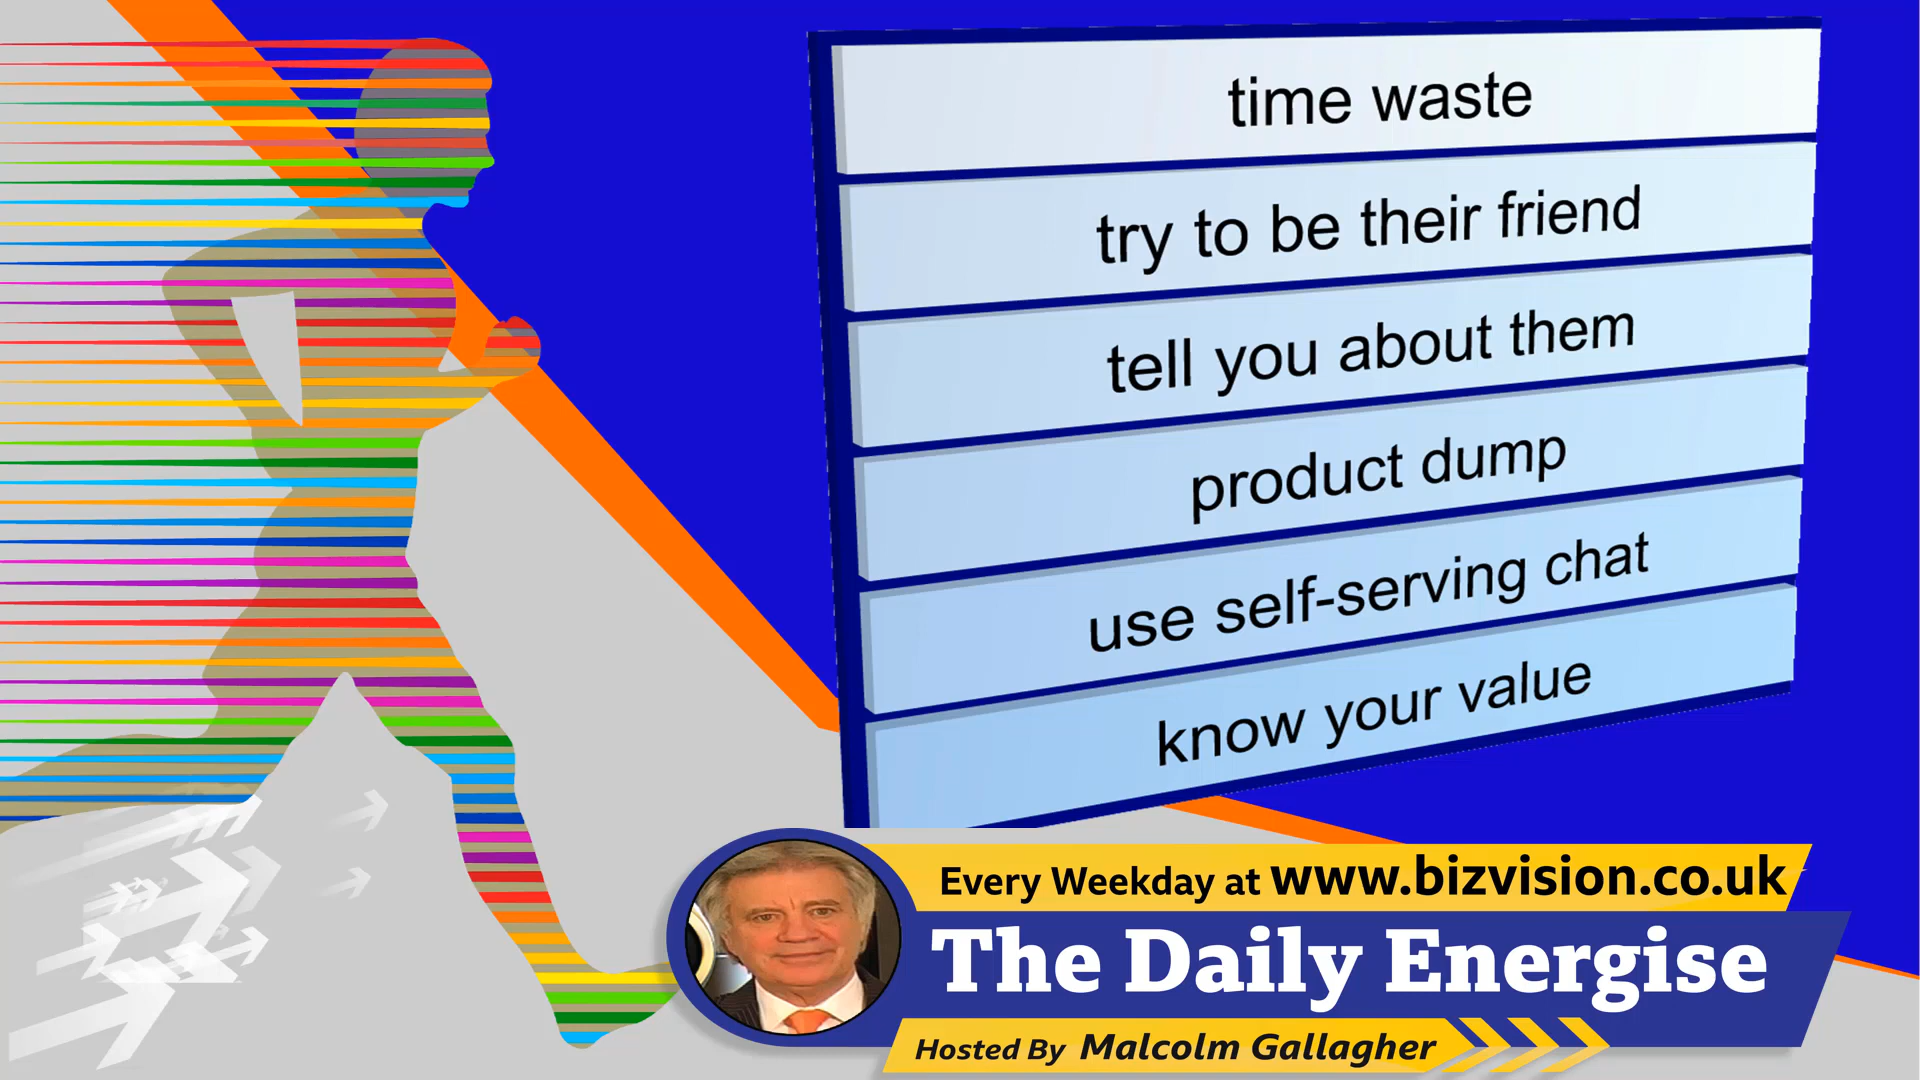 time waste
try to be their friend
tell you about them
product dump
use self-serving chat
know your value
Every Weekday at www.bizvision.co.uk
The Daily Energise
Hosted By Malcolm Gallagher